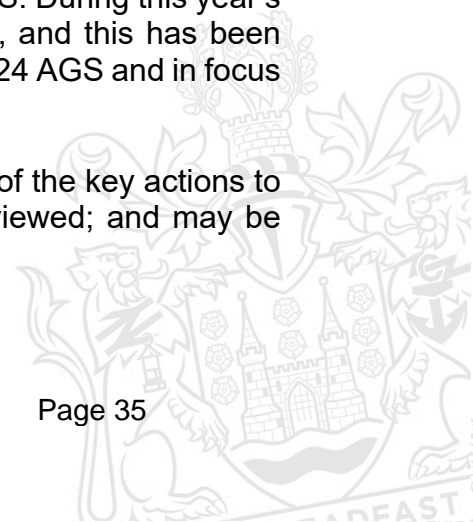 S. During this year's
, and this has been
24 AGS and in focus
of the key actions to
viewed; and may be
Page 35
EADFAST